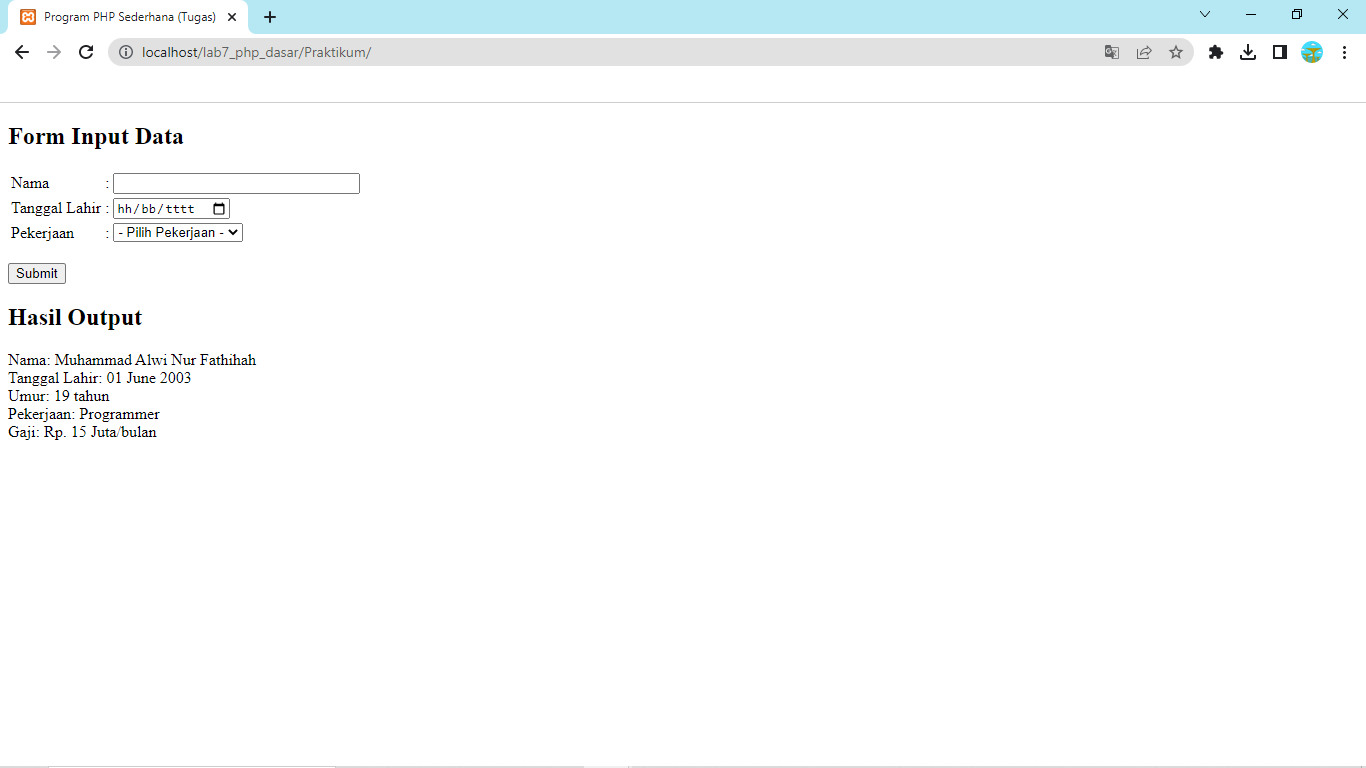 Program PHP Sederhana (Tugas)
localhost/lab7_php_dasar/Praktikum/
Form Input Data
Nama :
Tanggal Lahir : hh/bb/tttt
Pekerjaan : - Pilih Pekerjaan -
Submit
Hasil Output
Nama: Muhammad Alwi Nur Fathihah
Tanggal Lahir: 01 June 2003
Umur: 19 tahun
Pekerjaan: Programmer
Gaji: Rp. 15 Juta/bulan